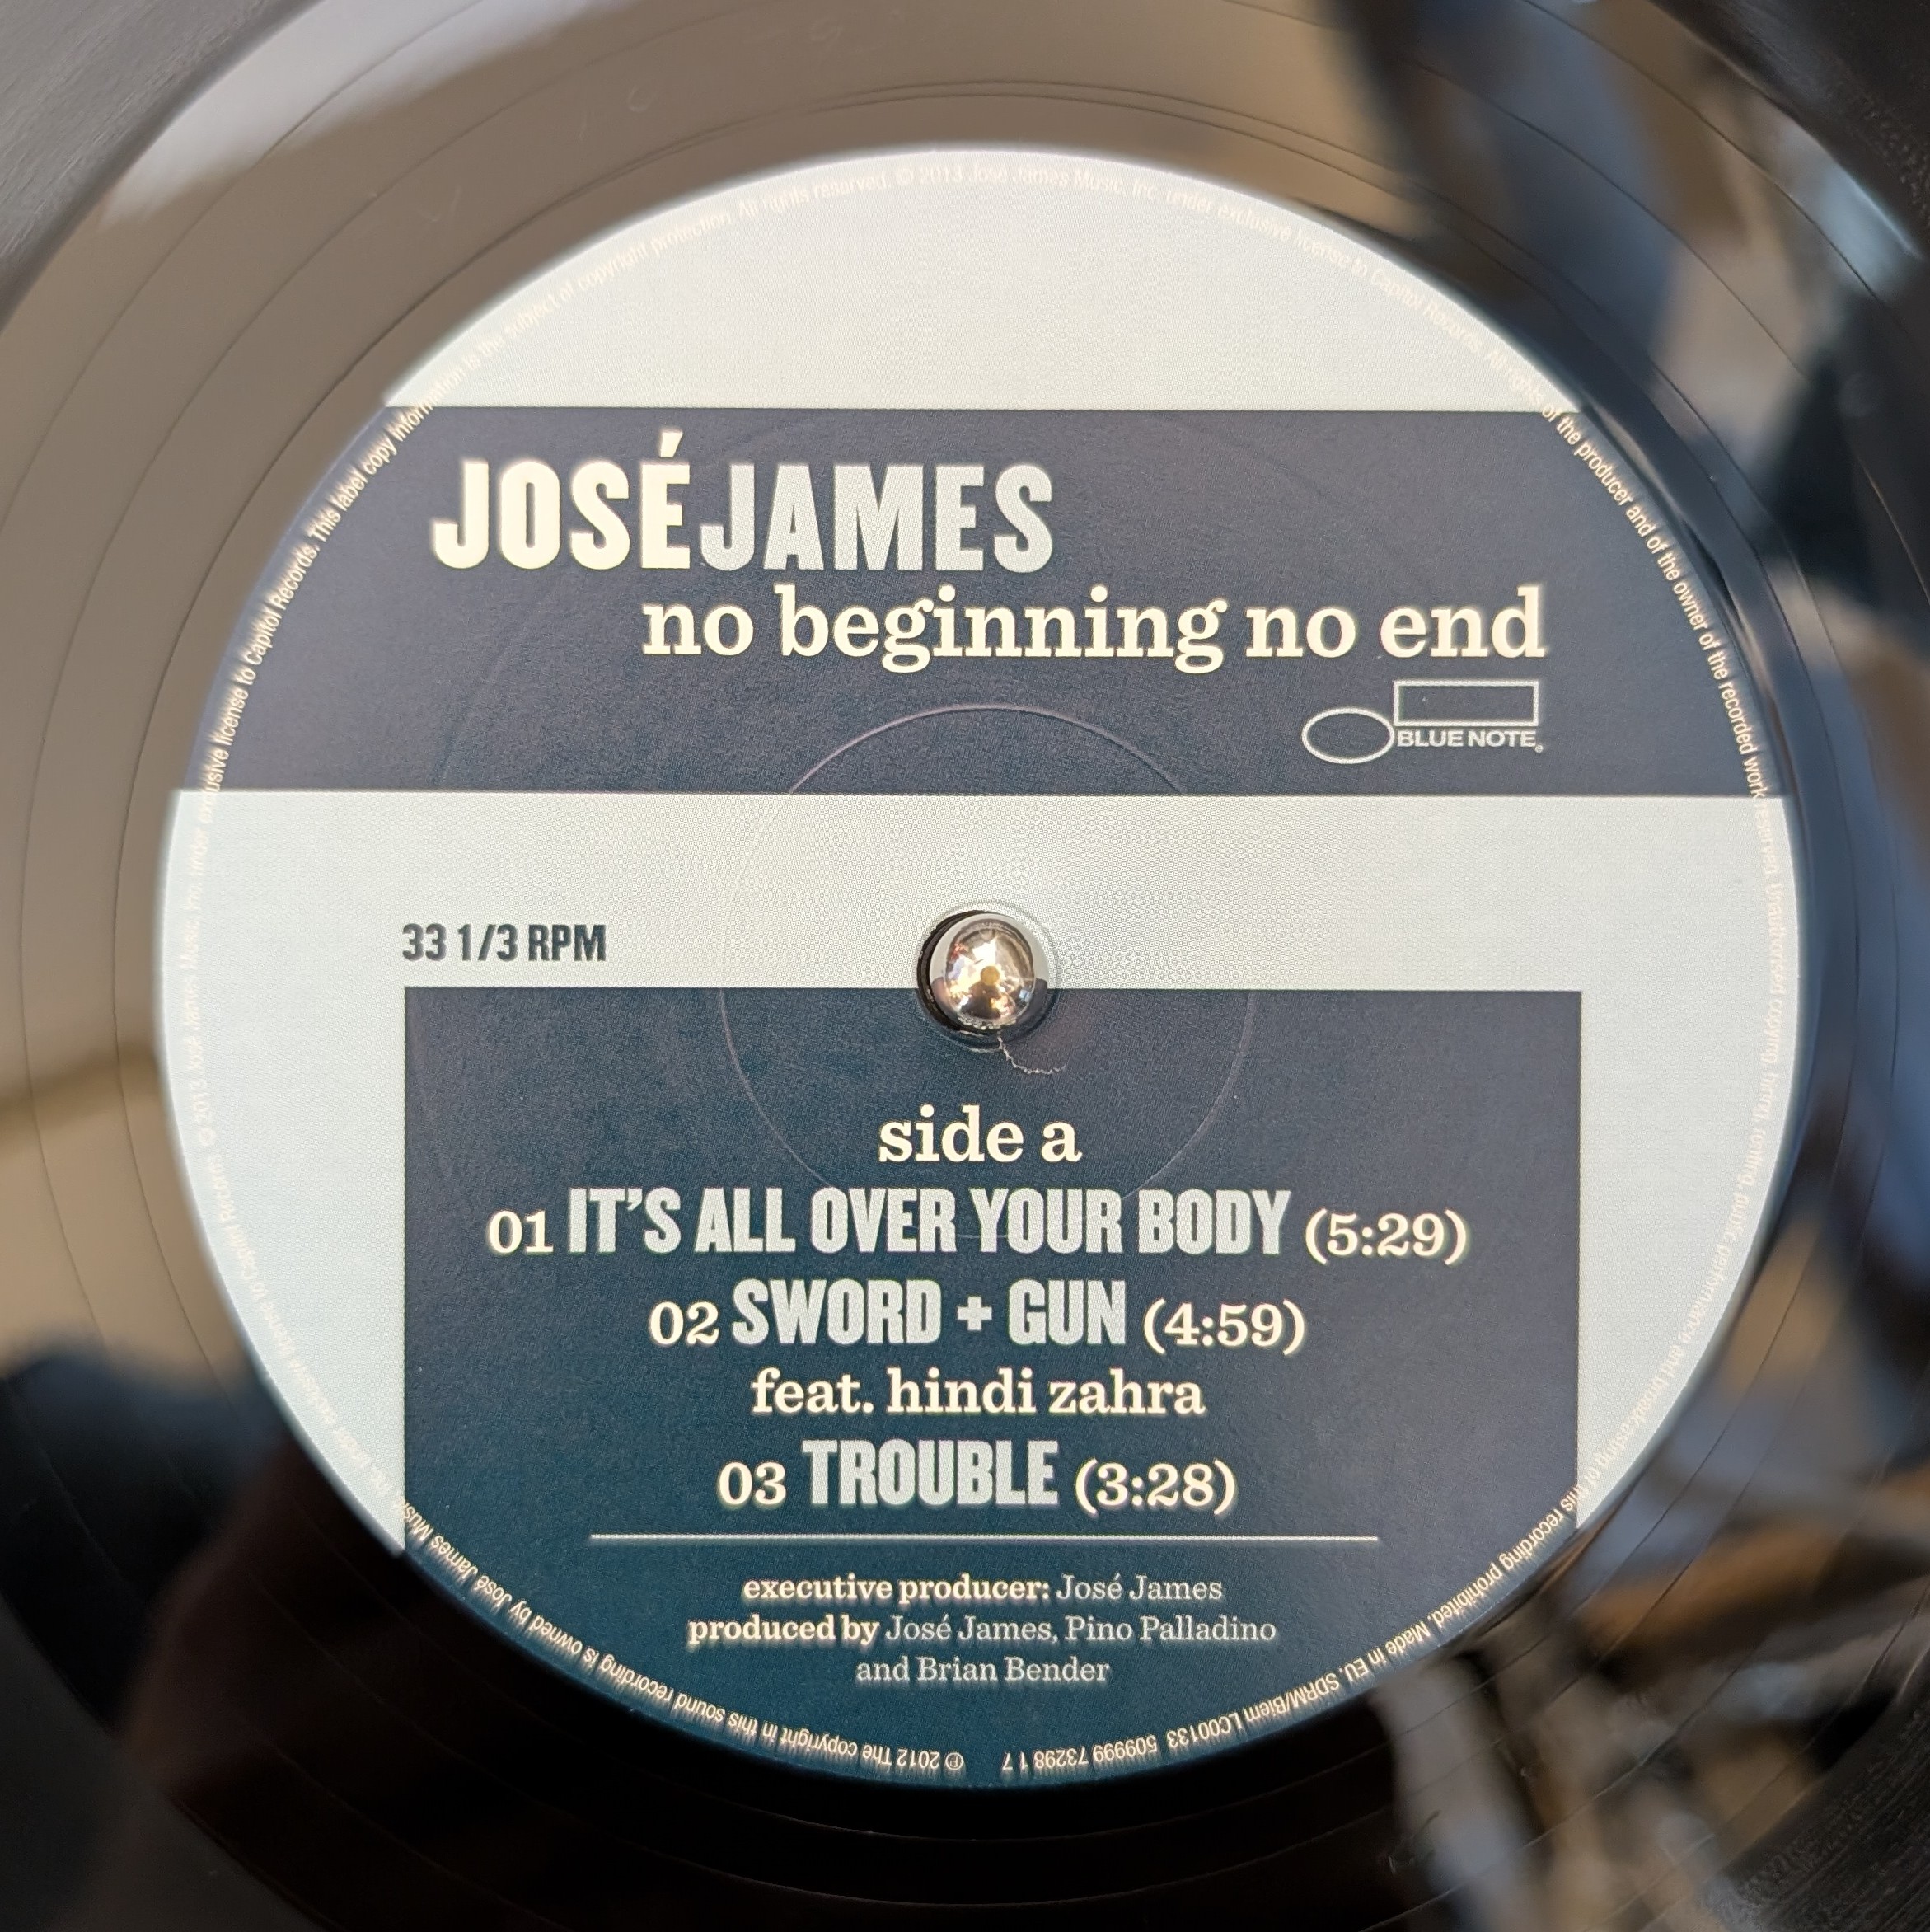 JOSÉJAMES
no beginning no end
BLUE NOTE®
33 1/3 RPM
side a
01 IT'S ALL OVER YOUR BODY (5:29)
02 SWORD + GUN (4:59)
feat. hindi zahra
03 TROUBLE (3:28)
executive producer: José James
produced by José James, Pino Palladino
and Brian Bender
℗ 2012 The copyright in this sound recording is owned by José James Music, Inc. under exclusive license to Capitol Records © 2013 José James Music, Inc. under exclusive license to Capitol Records. This label copy information is the subject of copyright protection. All rights reserved. © 2013 José James Music, Inc. under exclusive license to Capitol Records. All rights of the producer and of the owner of the recorded work reserved. Unauthorised copying, hiring, renting, public performance and broadcasting of this recording prohibited. Made in EU. SDRM/Biem LC00133 509999 73298 1 7